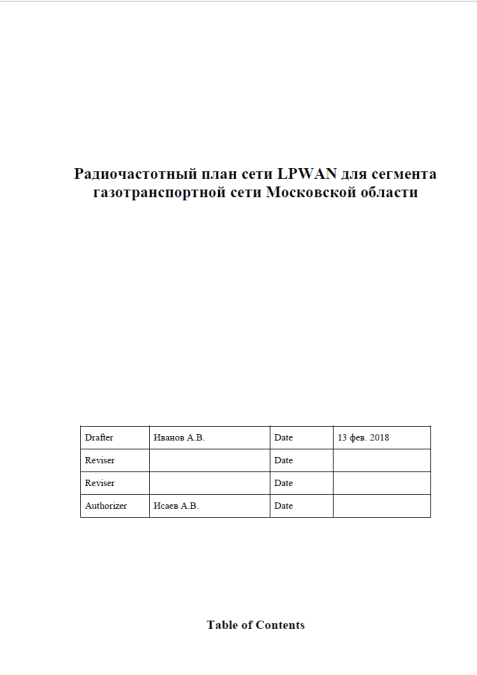 Радиочастотный план сети LPWAN для сегмента
газотранспортной сети Московской области
Drafter Иванов А.В. Date 13 фев. 2018
Reviser Date
Reviser Date
Authorizer Исаев А.В. Date
Table of Contents